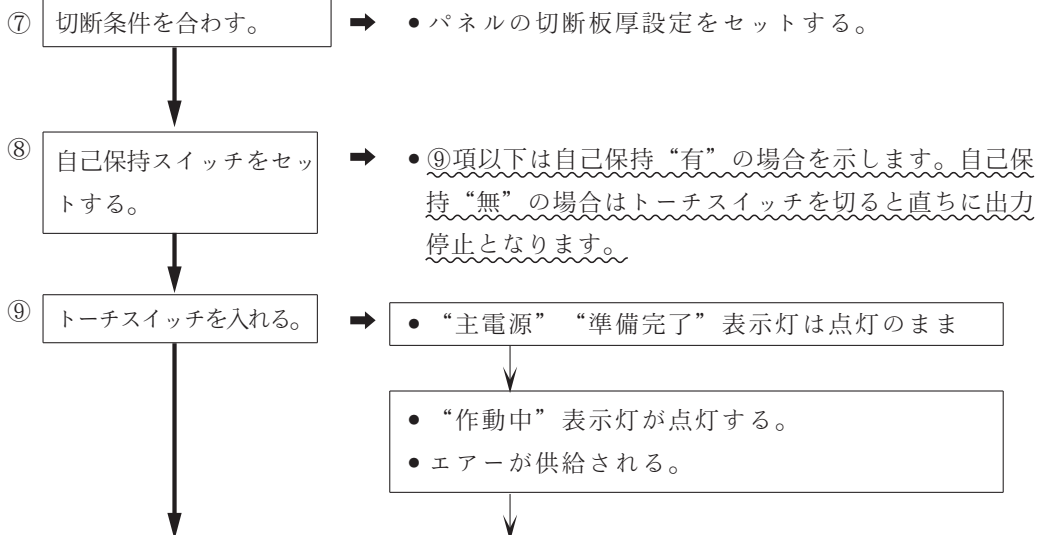 ⑦ 切断条件を合わす。 ➡ ●パネルの切断板厚設定をセットする。
⑧ 自己保持スイッチをセッ
トする。
➡ ●⑨項以下は自己保持“有”の場合を示します。自己保
持“無”の場合はトーチスイッチを切ると直ちに出力
停止となります。
⑨ トーチスイッチを入れる。 ➡ ●“主電源”“準備完了”表示灯は点灯のまま
●“作動中”表示灯が点灯する。
●エアーが供給される。